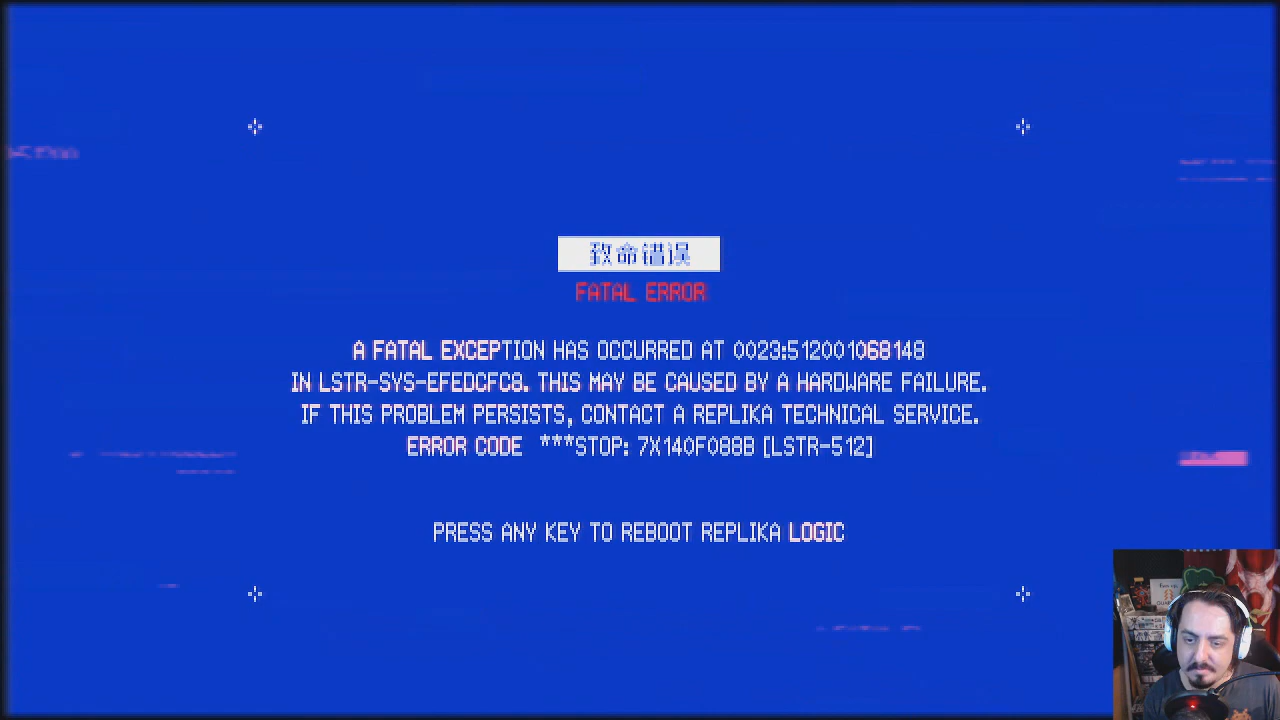 致命错误
FATAL ERROR
A FATAL EXCEPTION HAS OCCURRED AT 0023:512001068148
IN LSTR-SYS-EFEDCFC8. THIS MAY BE CAUSED BY A HARDWARE FAILURE.
IF THIS PROBLEM PERSISTS, CONTACT A REPLIKA TECHNICAL SERVICE.
ERROR CODE ***STOP: 7X140F088B [LSTR-512]
PRESS ANY KEY TO REBOOT REPLIKA LOGIC